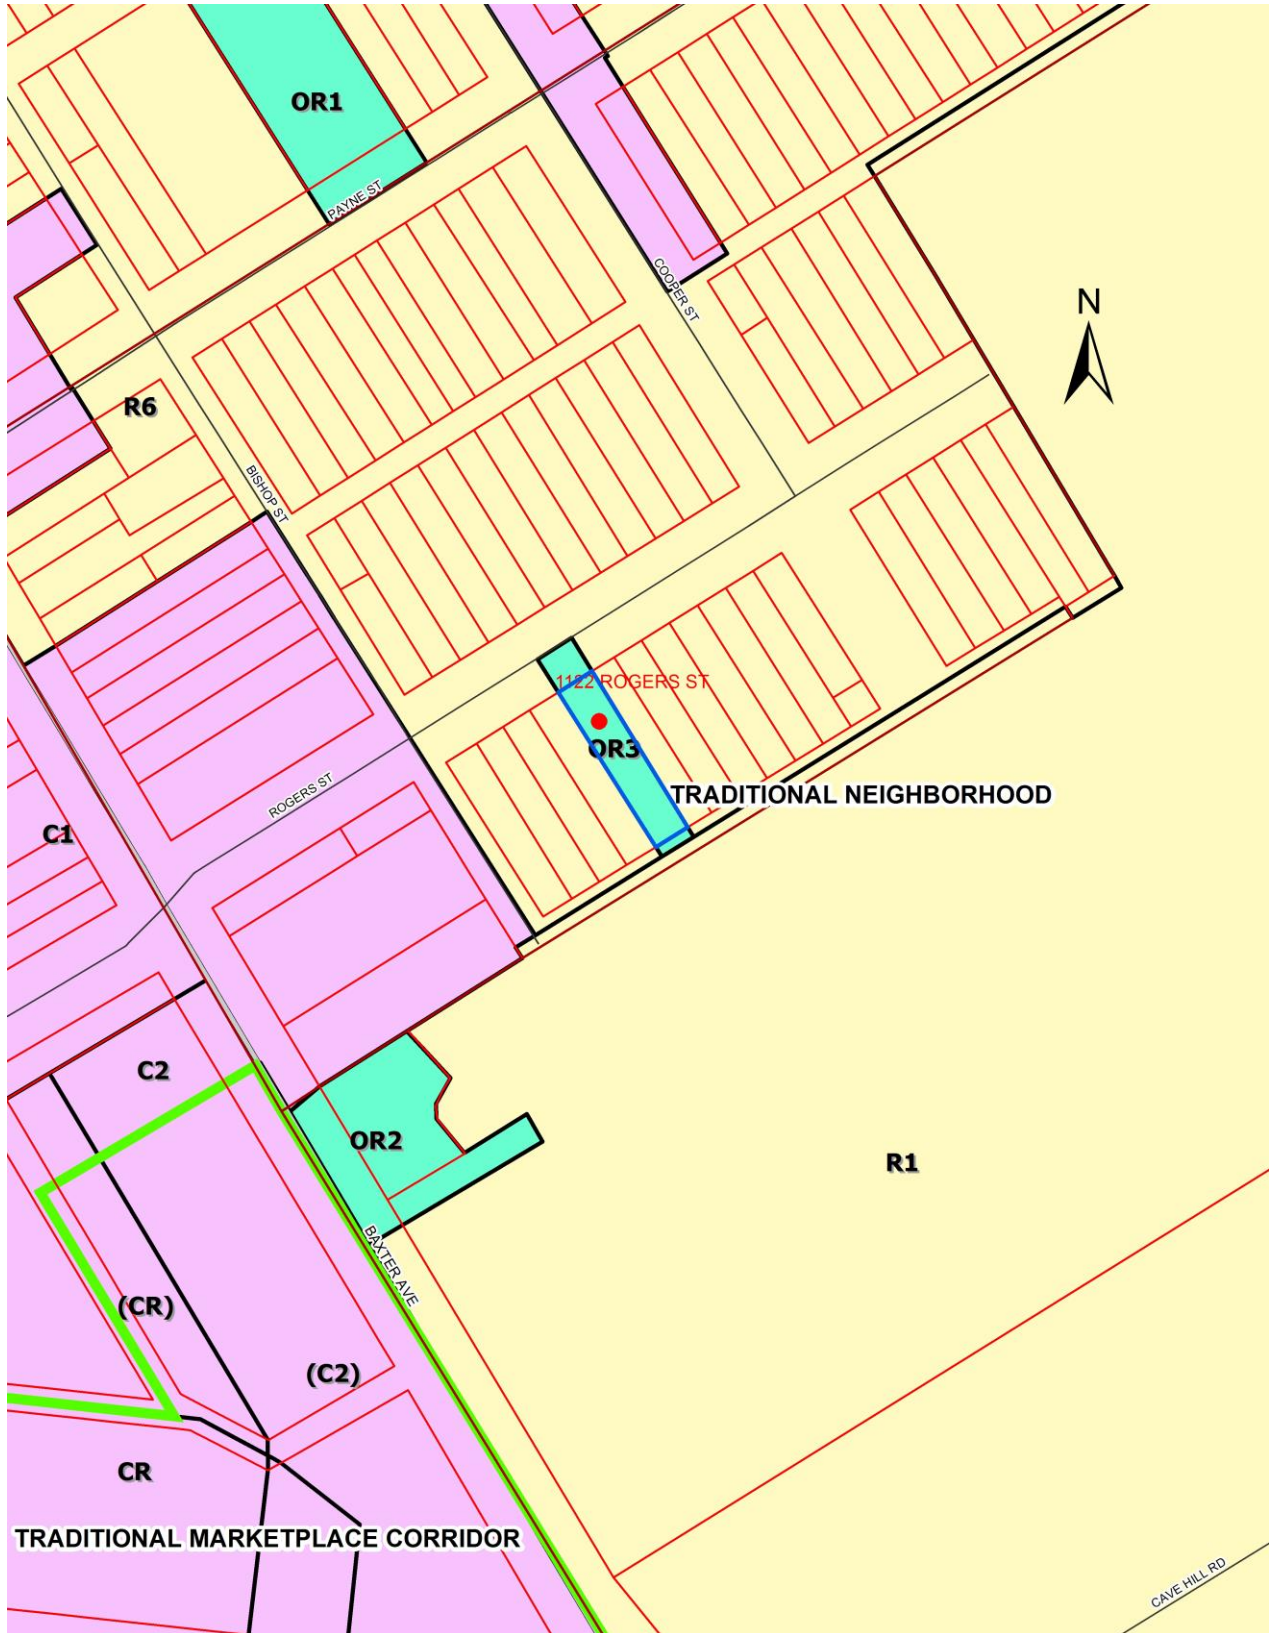 OR1
PAYNE ST
COOPER ST
N
R6
BISHOP ST
1122 ROGERS ST
OR3
TRADITIONAL NEIGHBORHOOD
ROGERS ST
C1
C2
OR2
R1
BAXTER AVE
(CR)
(C2)
CR
TRADITIONAL MARKETPLACE CORRIDOR
CAVE HILL RD